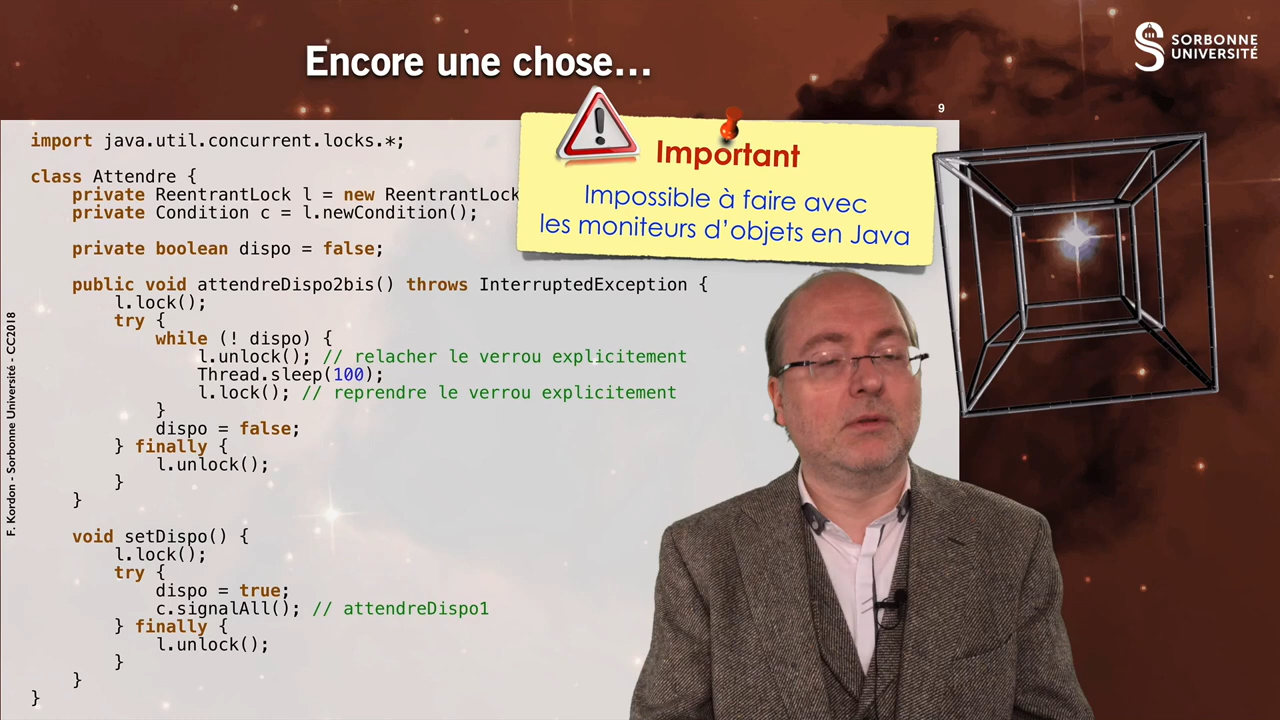 Encore une chose...
SORBONNE
UNIVERSITÉ
9
Important
Impossible à faire avec
les moniteurs d'objets en Java
import java.util.concurrent.locks.*;
class Attendre {
private ReentrantLock l = new ReentrantLock
private Condition c = l.newCondition();
private boolean dispo = false;
public void attendreDispo2bis() throws InterruptedException {
l.lock();
try {
while (! dispo) {
l.unlock(); // relacher le verrou explicitement
Thread.sleep(100);
l.lock(); // reprendre le verrou explicitement
}
dispo = false;
} finally {
l.unlock();
}
}
void setDispo() {
l.lock();
try {
dispo = true;
c.signalAll(); // attendreDispo1
} finally {
l.unlock();
}
}
}
F. Kordon - Sorbonne Université - CC2018